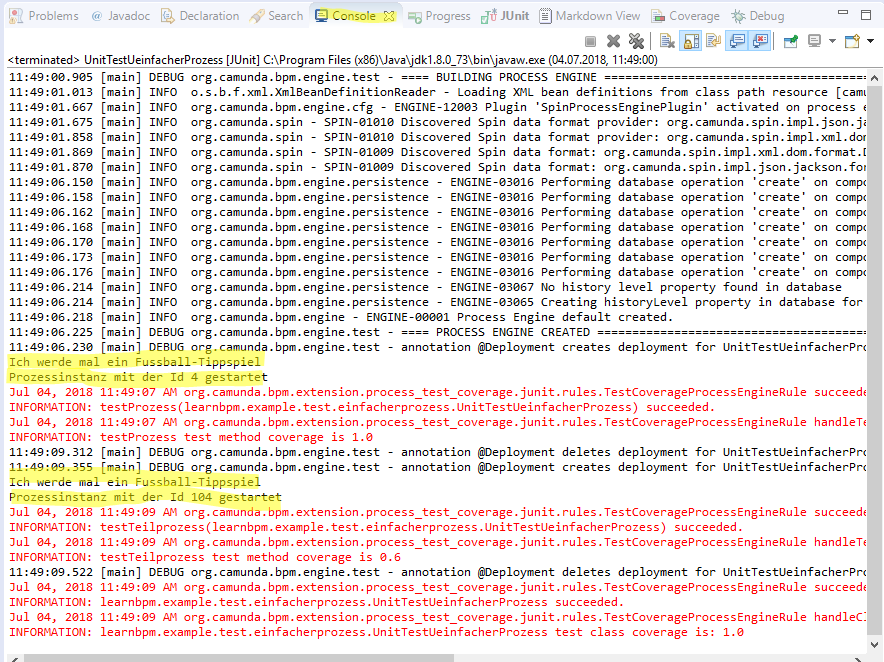 Problems @ Javadoc Declaration Search Console Progress JUnit Markdown View Coverage Debug
<terminated> UnitTestUeinfacherProzess [JUnit] C:\Program Files (x86)\Java\jdk1.8.0_73\bin\javaw.exe (04.07.2018, 11:49:00)
11:49:00.905 [main] DEBUG org.camunda.bpm.engine.test - ==== BUILDING PROCESS ENGINE ===================================
11:49:01.013 [main] INFO  o.s.b.f.xml.XmlBeanDefinitionReader - Loading XML bean definitions from class path resource [camu
11:49:01.667 [main] INFO  org.camunda.bpm.engine.cfg - ENGINE-12003 Plugin 'SpinProcessEnginePlugin' activated on process e
11:49:01.675 [main] INFO  org.camunda.spin - SPIN-01010 Discovered Spin data format provider: org.camunda.spin.impl.json.ja
11:49:01.858 [main] INFO  org.camunda.spin - SPIN-01010 Discovered Spin data format provider: org.camunda.spin.impl.xml.dom
11:49:01.869 [main] INFO  org.camunda.spin - SPIN-01009 Discovered Spin data format: org.camunda.spin.impl.xml.dom.format.D
11:49:01.870 [main] INFO  org.camunda.spin - SPIN-01009 Discovered Spin data format: org.camunda.spin.impl.json.jackson.for
11:49:06.150 [main] INFO  org.camunda.bpm.engine.persistence - ENGINE-03016 Performing database operation 'create' on compo
11:49:06.158 [main] INFO  org.camunda.bpm.engine.persistence - ENGINE-03016 Performing database operation 'create' on compo
11:49:06.162 [main] INFO  org.camunda.bpm.engine.persistence - ENGINE-03016 Performing database operation 'create' on compo
11:49:06.168 [main] INFO  org.camunda.bpm.engine.persistence - ENGINE-03016 Performing database operation 'create' on compo
11:49:06.170 [main] INFO  org.camunda.bpm.engine.persistence - ENGINE-03016 Performing database operation 'create' on compo
11:49:06.173 [main] INFO  org.camunda.bpm.engine.persistence - ENGINE-03016 Performing database operation 'create' on compo
11:49:06.176 [main] INFO  org.camunda.bpm.engine.persistence - ENGINE-03016 Performing database operation 'create' on compo
11:49:06.214 [main] INFO  org.camunda.bpm.engine.persistence - ENGINE-03067 No history level property found in database
11:49:06.214 [main] INFO  org.camunda.bpm.engine.persistence - ENGINE-03065 Creating historyLevel property in database for
11:49:06.218 [main] INFO  org.camunda.bpm.engine - ENGINE-00001 Process Engine default created.
11:49:06.225 [main] DEBUG org.camunda.bpm.engine.test - ==== PROCESS ENGINE CREATED ====================================
11:49:06.230 [main] DEBUG org.camunda.bpm.engine.test - annotation @Deployment creates deployment for UnitTestUeinfacherPro
Ich werde mal ein Fussball-Tippspiel
Prozessinstanz mit der Id 4 gestartet
Jul 04, 2018 11:49:07 AM org.camunda.bpm.extension.process_test_coverage.junit.rules.TestCoverageProcessEngineRule succeede
INFORMATION: testProzess(learnbpm.example.test.einfacherprozess.UnitTestUeinfacherProzess) succeeded.
Jul 04, 2018 11:49:07 AM org.camunda.bpm.extension.process_test_coverage.junit.rules.TestCoverageProcessEngineRule handleTe
INFORMATION: testProzess test method coverage is 1.0
11:49:09.312 [main] DEBUG org.camunda.bpm.engine.test - annotation @Deployment deletes deployment for UnitTestUeinfacherPro
11:49:09.355 [main] DEBUG org.camunda.bpm.engine.test - annotation @Deployment creates deployment for UnitTestUeinfacherPro
Ich werde mal ein Fussball-Tippspiel
Prozessinstanz mit der Id 104 gestartet
Jul 04, 2018 11:49:09 AM org.camunda.bpm.extension.process_test_coverage.junit.rules.TestCoverageProcessEngineRule succeede
INFORMATION: testTeilprozess(learnbpm.example.test.einfacherprozess.UnitTestUeinfacherProzess) succeeded.
Jul 04, 2018 11:49:09 AM org.camunda.bpm.extension.process_test_coverage.junit.rules.TestCoverageProcessEngineRule handleTe
INFORMATION: testTeilprozess test method coverage is 0.6
11:49:09.522 [main] DEBUG org.camunda.bpm.engine.test - annotation @Deployment deletes deployment for UnitTestUeinfacherPro
Jul 04, 2018 11:49:09 AM org.camunda.bpm.extension.process_test_coverage.junit.rules.TestCoverageProcessEngineRule succeede
INFORMATION: learnbpm.example.test.einfacherprozess.UnitTestUeinfacherProzess succeeded.
Jul 04, 2018 11:49:09 AM org.camunda.bpm.extension.process_test_coverage.junit.rules.TestCoverageProcessEngineRule handleCl
INFORMATION: learnbpm.example.test.einfacherprozess.UnitTestUeinfacherProzess test class coverage is: 1.0